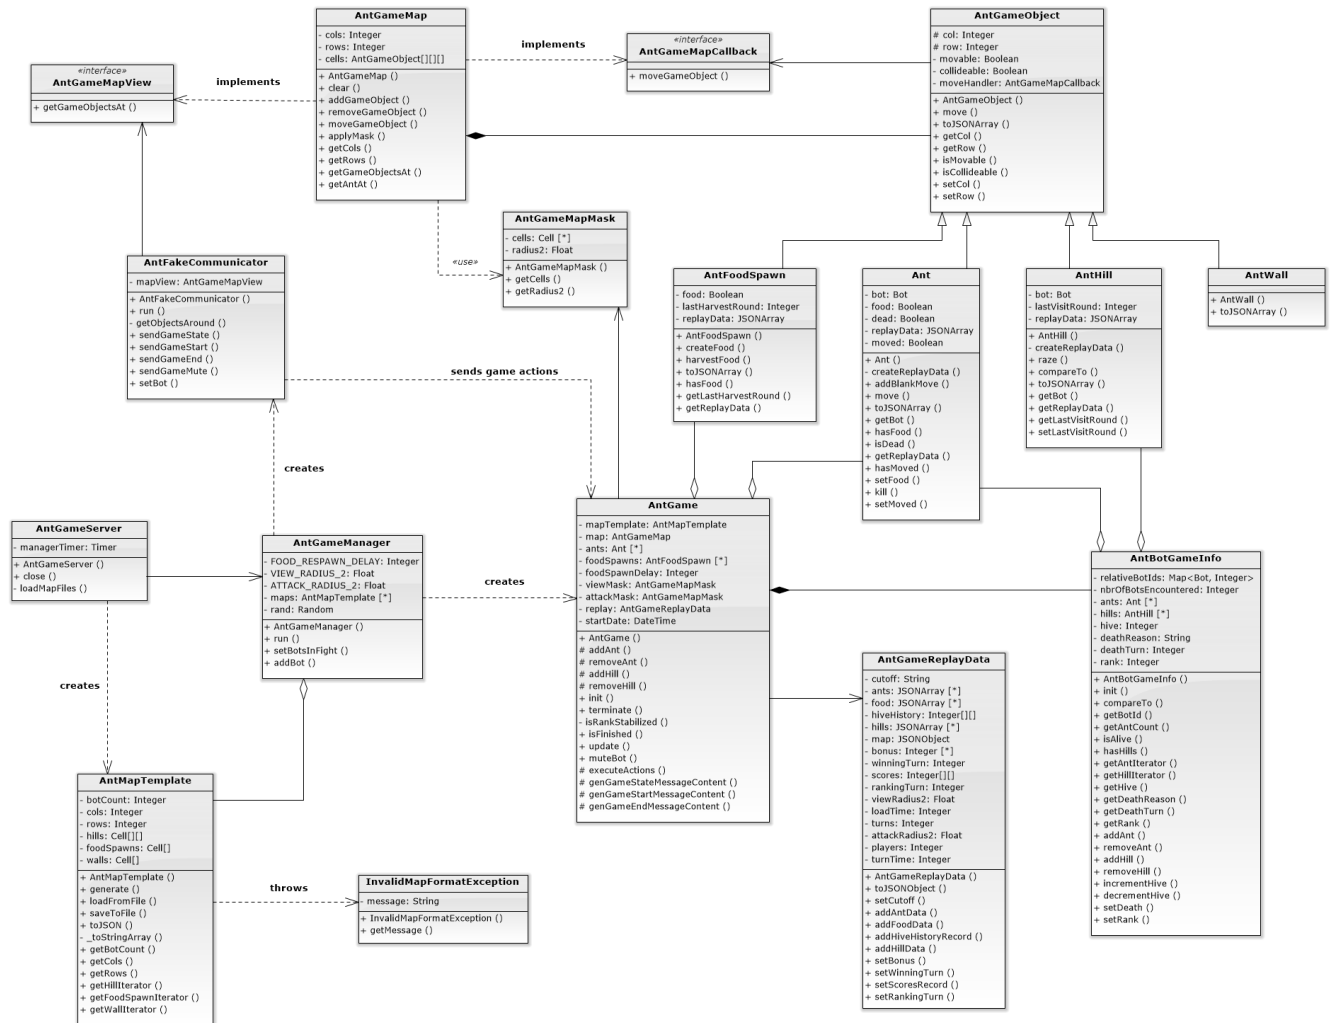 AntGameMap
- cols: Integer
- rows: Integer
- cells: AntGameObject[][][]
+ AntGameMap ()
+ clear ()
+ addGameObject ()
+ removeGameObject ()
+ moveGameObject ()
+ applyMask ()
+ getCols ()
+ getRows ()
+ getGameObjectsAt ()
+ getAntAt ()
implements
«interface»
AntGameMapCallback
+ moveGameObject ()
AntGameObject
# col: Integer
# row: Integer
- movable: Boolean
- collideable: Boolean
- moveHandler: AntGameMapCallback
+ AntGameObject ()
+ move ()
+ toJSONArray ()
+ getCol ()
+ getRow ()
+ isMovable ()
+ isCollideable ()
+ setCol ()
+ setRow ()
«interface»
AntGameMapView
+ getGameObjectsAt ()
implements
AntGameMapMask
- cells: Cell [*]
- radius2: Float
+ AntGameMapMask ()
+ getCells ()
+ getRadius2 ()
«use»
AntFakeCommunicator
- mapView: AntGameMapView
+ AntFakeCommunicator ()
+ run ()
- getObjectsAround ()
+ sendGameState ()
+ sendGameStart ()
+ sendGameEnd ()
+ sendGameMute ()
+ setBot ()
AntFoodSpawn
- food: Boolean
- lastHarvestRound: Integer
- replayData: JSONArray
+ AntFoodSpawn ()
+ createFood ()
+ harvestFood ()
+ toJSONArray ()
+ hasFood ()
+ getLastHarvestRound ()
+ getReplayData ()
Ant
- bot: Bot
- food: Boolean
- dead: Boolean
- replayData: JSONArray
- moved: Boolean
+ Ant ()
- createReplayData ()
+ addBlankMove ()
+ move ()
+ toJSONArray ()
+ getBot ()
+ hasFood ()
+ isDead ()
+ getReplayData ()
+ hasMoved ()
+ setFood ()
+ kill ()
+ setMoved ()
AntHill
- bot: Bot
- lastVisitRound: Integer
- replayData: JSONArray
+ AntHill ()
- createReplayData ()
+ raze ()
+ compareTo ()
+ toJSONArray ()
+ getBot ()
+ getReplayData ()
+ getLastVisitRound ()
+ setLastVisitRound ()
AntWall
+ AntWall ()
+ toJSONArray ()
sends game actions
creates
AntGameServer
- managerTimer: Timer
+ AntGameServer ()
+ close ()
- loadMapFiles ()
AntGameManager
- FOOD_RESPAWN_DELAY: Integer
- VIEW_RADIUS_2: Float
- ATTACK_RADIUS_2: Float
- maps: AntMapTemplate [*]
- rand: Random
+ AntGameManager ()
+ run ()
+ setBotsInFight ()
+ addBot ()
creates
AntGame
- mapTemplate: AntMapTemplate
- map: AntGameMap
- ants: Ant [*]
- foodSpawns: AntFoodSpawn [*]
- foodSpawnDelay: Integer
- viewMask: AntGameMapMask
- attackMask: AntGameMapMask
- replay: AntGameReplayData
- startDate: DateTime
+ AntGame ()
# addAnt ()
# removeAnt ()
# addHill ()
# removeHill ()
+ init ()
+ terminate ()
- isRankStabilized ()
+ isFinished ()
+ update ()
+ muteBot ()
# executeActions ()
# genGameStateMessageContent ()
# genGameStartMessageContent ()
# genGameEndMessageContent ()
AntBotGameInfo
- relativeBotIds: Map<Bot, Integer>
- nbrOfBotsEncountered: Integer
- ants: Ant [*]
- hills: AntHill [*]
- hive: Integer
- deathReason: String
- deathTurn: Integer
- rank: Integer
+ AntBotGameInfo ()
+ init ()
+ compareTo ()
+ getBotId ()
+ getAntCount ()
+ isAlive ()
+ hasHills ()
+ getAntIterator ()
+ getHillIterator ()
+ getHive ()
+ getDeathReason ()
+ getDeathTurn ()
+ getRank ()
+ addAnt ()
+ removeAnt ()
+ addHill ()
+ removeHill ()
+ incrementHive ()
+ decrementHive ()
+ setDeath ()
+ setRank ()
AntGameReplayData
- cutoff: String
- ants: JSONArray [*]
- food: JSONArray [*]
- hiveHistory: Integer[][]
- hills: JSONArray [*]
- map: JSONObject
- bonus: Integer [*]
- winningTurn: Integer
- scores: Integer[][]
- rankingTurn: Integer
- viewRadius2: Float
- loadTime: Integer
- turns: Integer
- attackRadius2: Float
- players: Integer
- turnTime: Integer
+ AntGameReplayData ()
+ toJSONObject ()
+ setCutoff ()
+ addAntData ()
+ addFoodData ()
+ addHiveHistoryRecord ()
+ addHillData ()
+ setBonus ()
+ setWinningTurn ()
+ setScoresRecord ()
+ setRankingTurn ()
creates
AntMapTemplate
- botCount: Integer
- cols: Integer
- rows: Integer
- hills: Cell[][]
- foodSpawns: Cell[]
- walls: Cell[]
+ AntMapTemplate ()
+ generate ()
+ loadFromFile ()
+ saveToFile ()
+ toJSON ()
- _toStringArray ()
+ getBotCount ()
+ getCols ()
+ getRows ()
+ getHillIterator ()
+ getFoodSpawnIterator ()
+ getWallIterator ()
throws
InvalidMapFormatException
- message: String
+ InvalidMapFormatException ()
+ getMessage ()